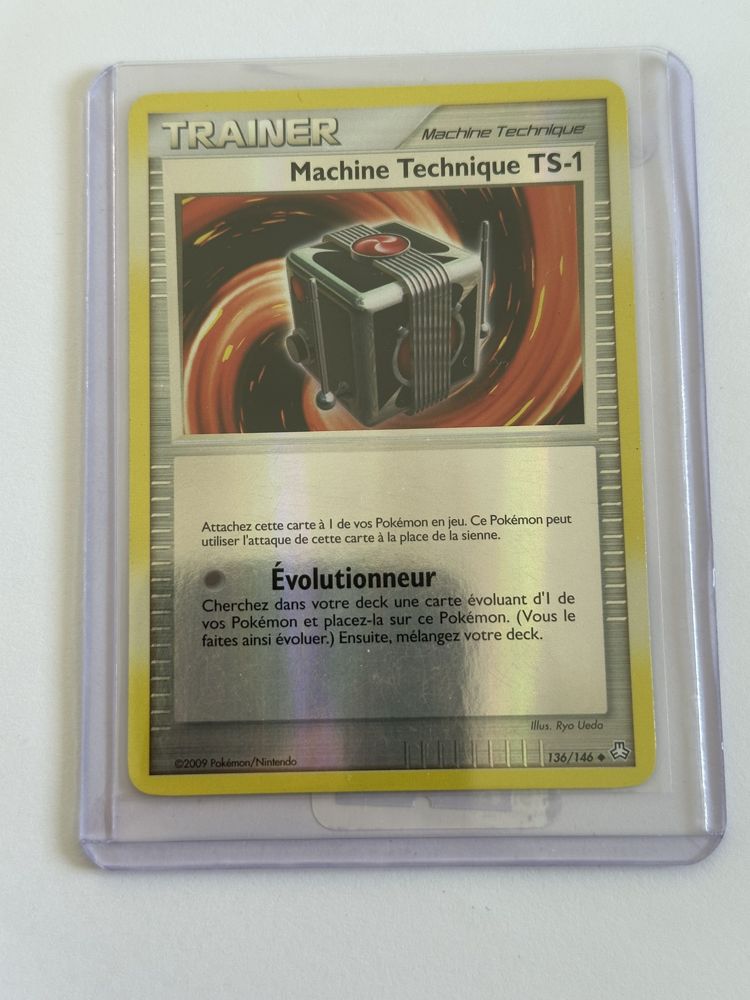 TRAINER
Machine Technique
Machine Technique TS-1
Attachez cette carte à 1 de vos Pokémon en jeu. Ce Pokémon peut
utiliser l'attaque de cette carte à la place de la sienne.
Évolutionneur
Cherchez dans votre deck une carte évoluant d'1 de
vos Pokémon et placez-la sur ce Pokémon. (Vous le
faites ainsi évoluer.) Ensuite, mélangez votre deck.
Illus. Ryo Ueda
©2009 Pokémon/Nintendo
136/146